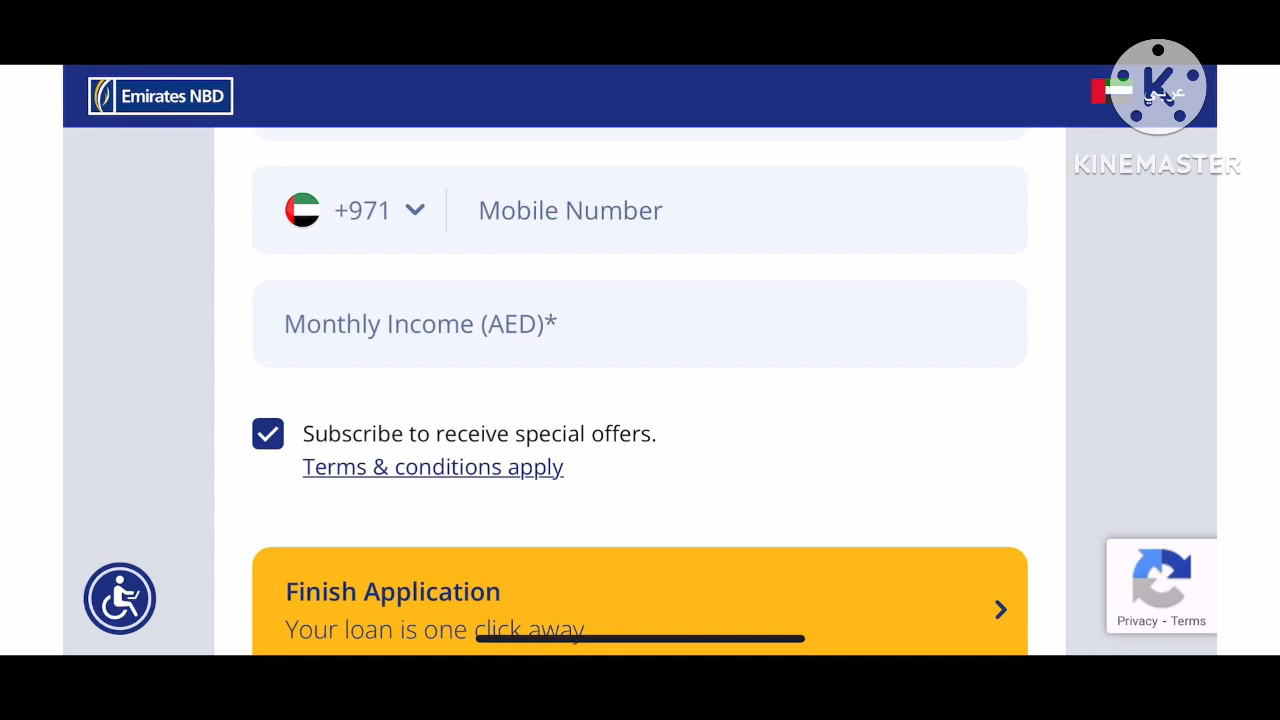 Emirates NBD
عربي
KINEMASTER
+971
Mobile Number
Monthly Income (AED)*
Subscribe to receive special offers.
Terms & conditions apply
Finish Application
Your loan is one click away
Privacy - Terms